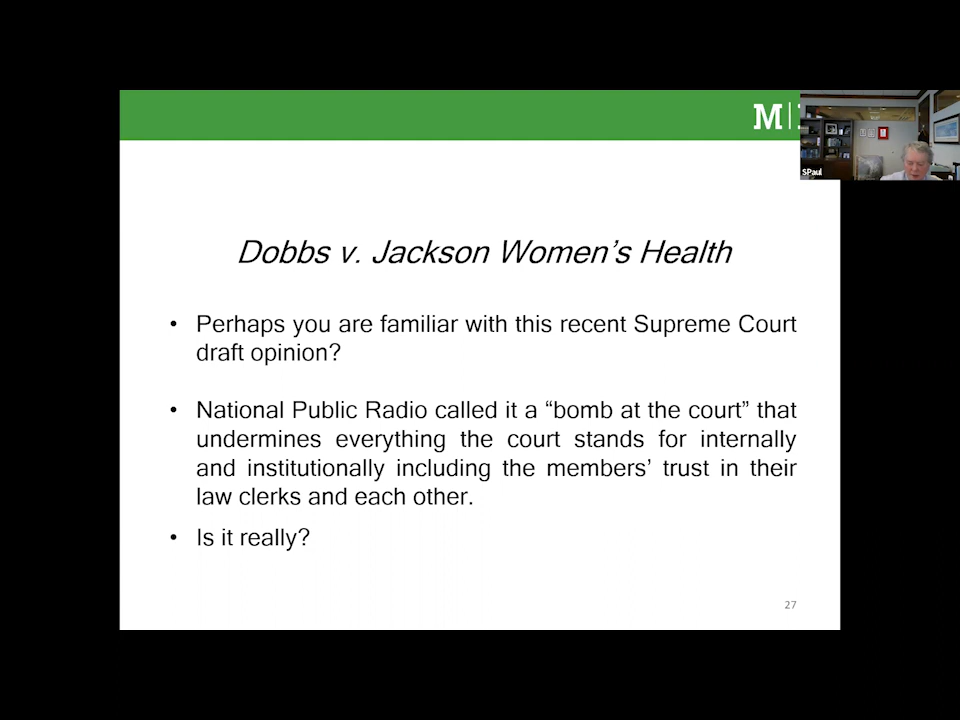 M
SPaul
Dobbs v. Jackson Women’s Health
• Perhaps you are familiar with this recent Supreme Court
draft opinion?
• National Public Radio called it a “bomb at the court” that
undermines everything the court stands for internally
and institutionally including the members’ trust in their
law clerks and each other.
• Is it really?
27